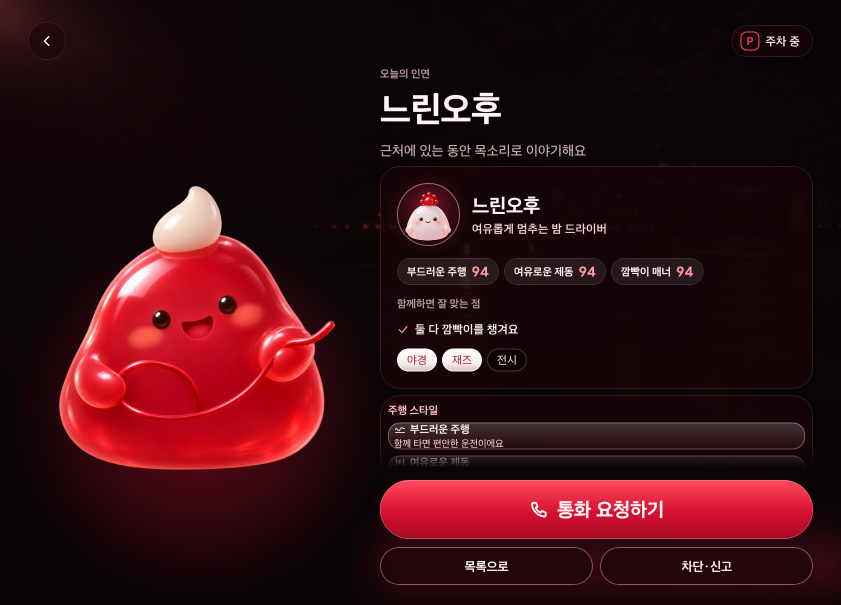 P 주차 중
오늘의 인연
느린오후
근처에 있는 동안 목소리로 이야기해요
느린오후
여유롭게 멈추는 밤 드라이버
부드러운 주행 94 여유로운 제동 94 깜빡이 매너 94
함께하면 잘 맞는 점
둘 다 깜빡이를 챙겨요
야경 재즈 전시
주행 스타일
부드러운 주행
함께 타면 편안한 운전이에요
여유로운 제동
통화 요청하기
목록으로 차단·신고